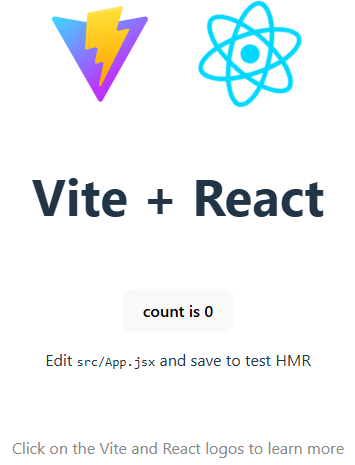 Vite + React
count is 0
Edit src/App.jsx and save to test HMR
Click on the Vite and React logos to learn more